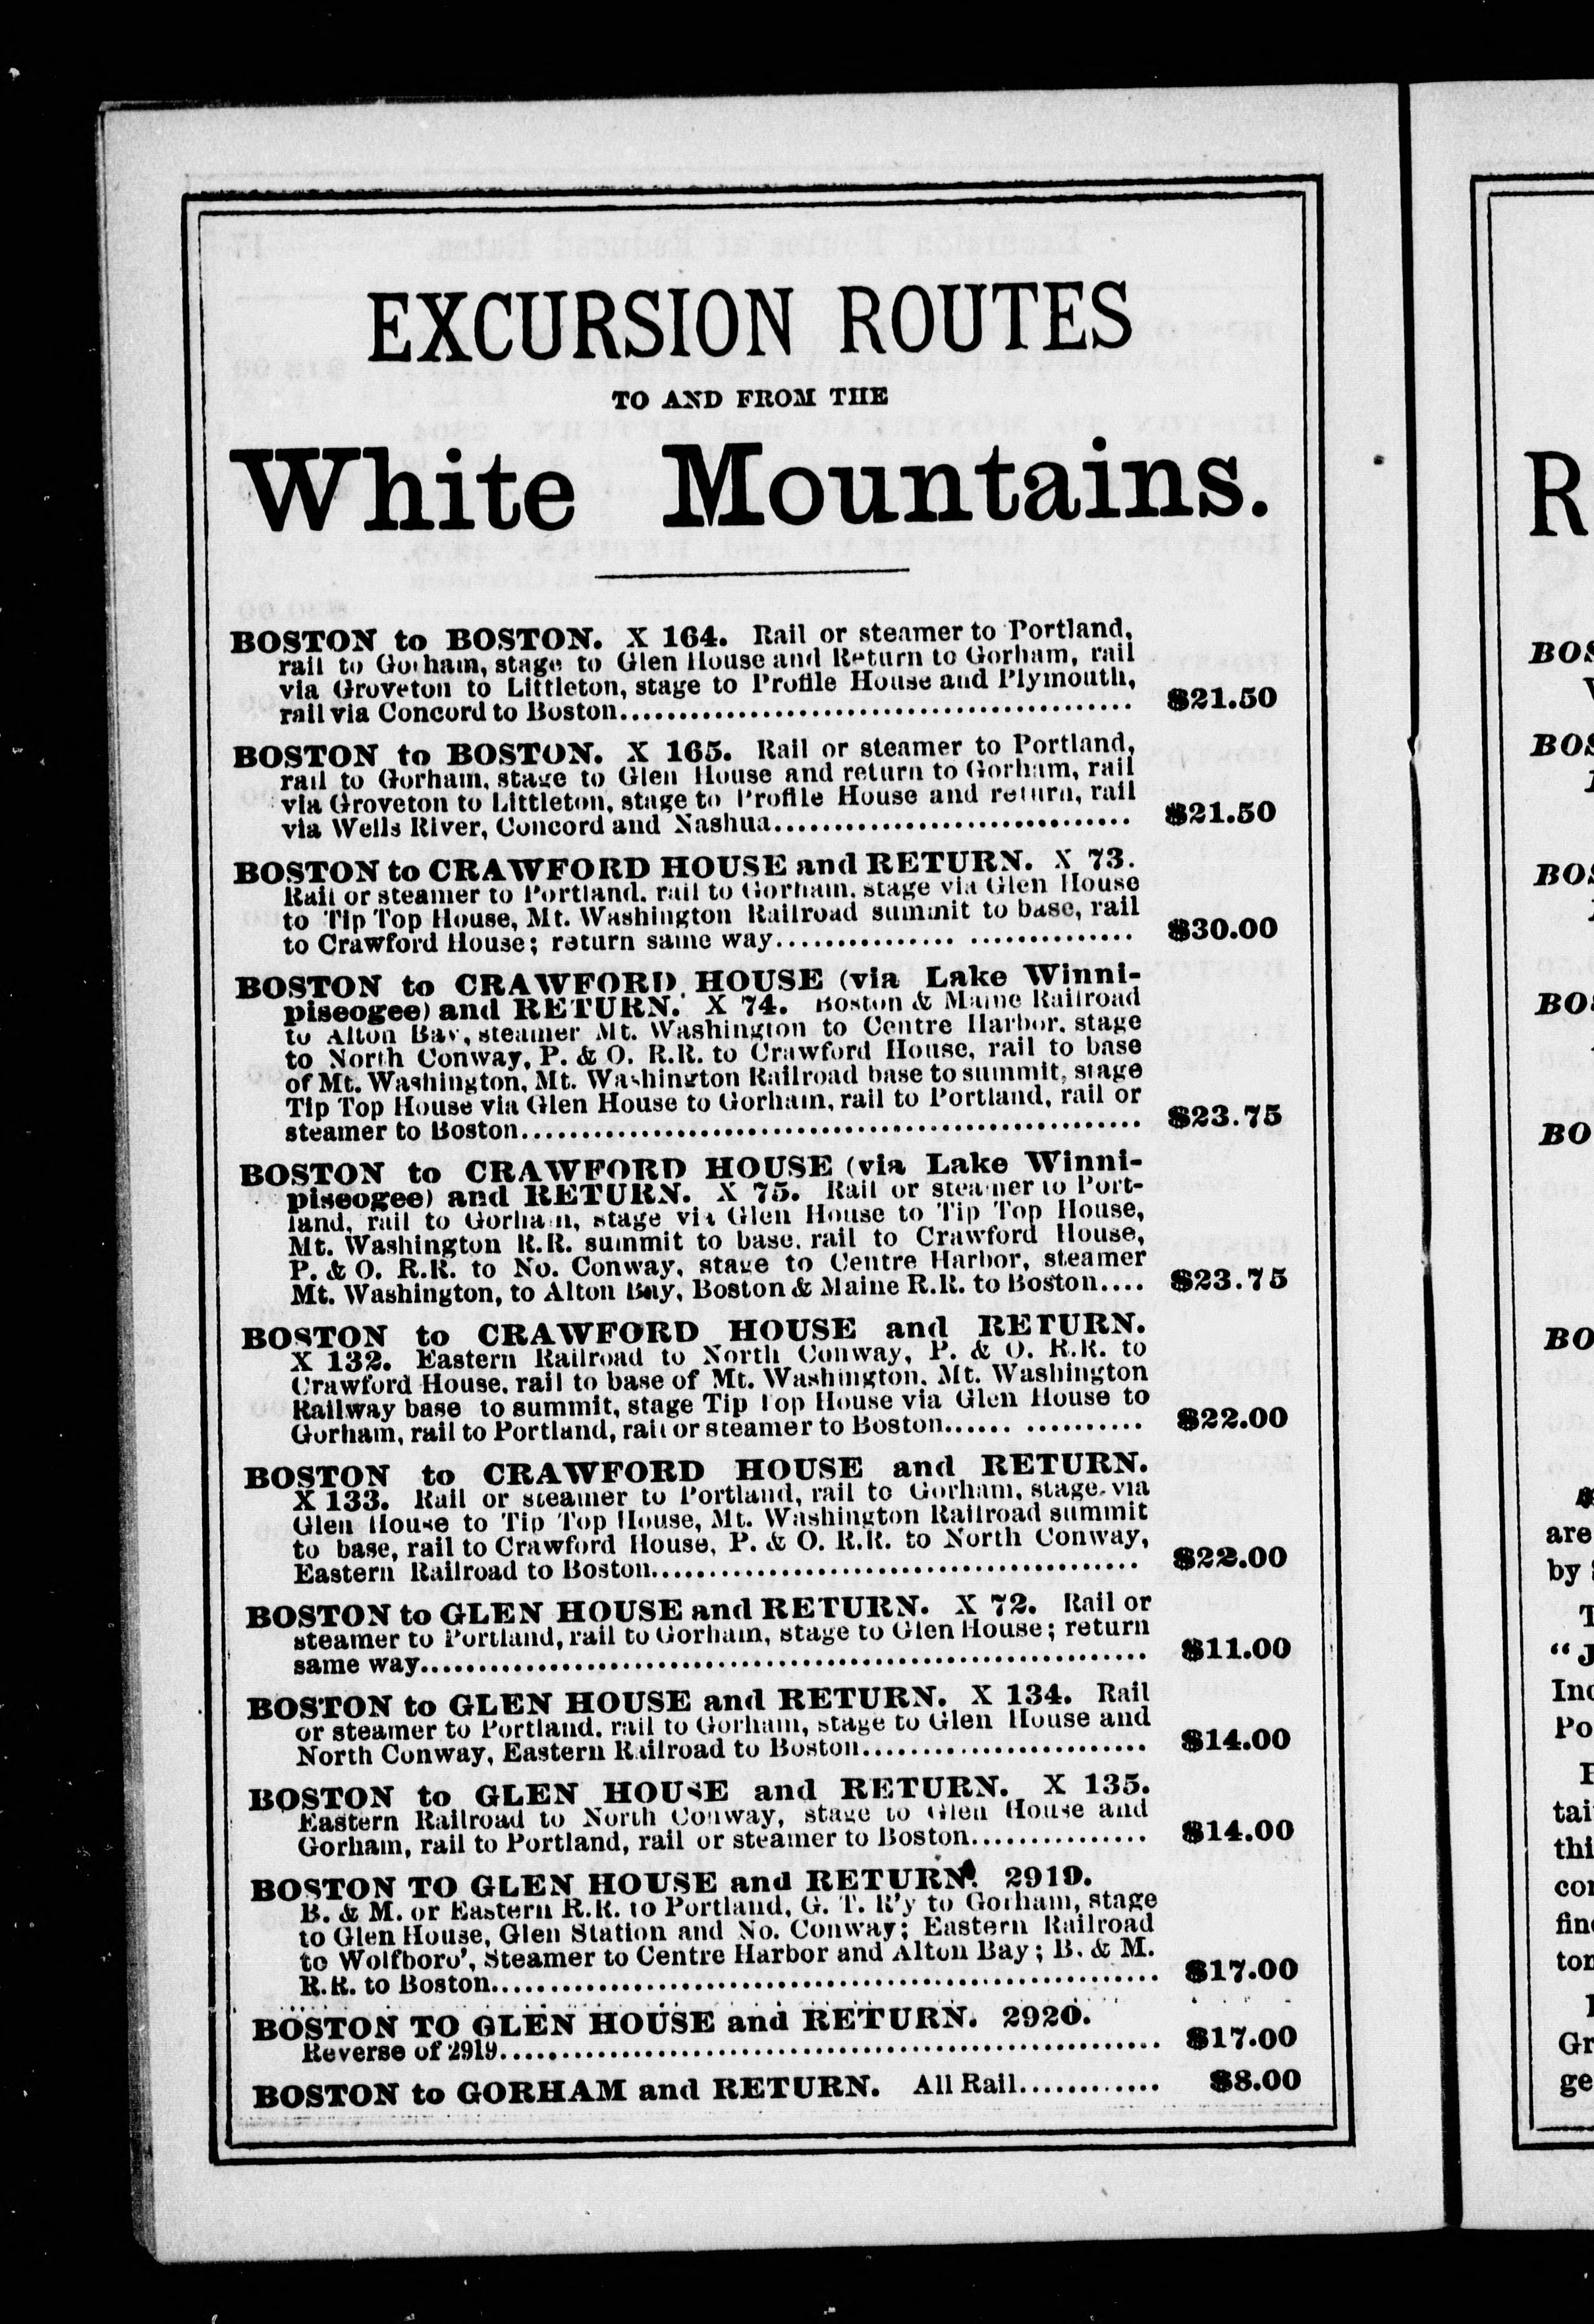 EXCURSION ROUTES
TO AND FROM THE
White Mountains.
BOSTON to BOSTON. X 164. Rail or steamer to Portland,
rail to Gorham, stage to Glen House and Return to Gorham, rail
via Groveton to Littleton, stage to Profile House and Plymouth,
rail via Concord to Boston........ $21.50
BOSTON to BOSTON. X 165. Rail or steamer to Portland,
rail to Gorham, stage to Glen House and return to Gorham, rail
via Groveton to Littleton, stage to Profile House and return, rail
via Wells River, Concord and Nashua........ $21.50
BOSTON to CRAWFORD HOUSE and RETURN. X 73.
Rail or steamer to Portland, rail to Gorham, stage via Glen House
to Tip Top House, Mt. Washington Railroad summit to base, rail
to Crawford House; return same way........ $30.00
BOSTON to CRAWFORD HOUSE (via Lake Winni-
piseogee) and RETURN. X 74. Boston & Maine Railroad
to Alton Bay, steamer Mt. Washington to Centre Harbor, stage
to North Conway, P. & O. R.R. to Crawford House, rail to base
of Mt. Washington, Mt. Washington Railroad base to summit, stage
Tip Top House via Glen House to Gorham, rail to Portland, rail or
steamer to Boston........ $23.75
BOSTON to CRAWFORD HOUSE (via Lake Winni-
piseogee) and RETURN. X 75. Rail or steamer to Port-
land, rail to Gorham, stage via Glen House to Tip Top House,
Mt. Washington R.R. summit to base, rail to Crawford House,
P. & O. R.R. to No. Conway, stage to Centre Harbor, steamer
Mt. Washington, to Alton Bay, Boston & Maine R.R. to Boston.... $23.75
BOSTON to CRAWFORD HOUSE and RETURN.
X 132. Eastern Railroad to North Conway, P. & O. R.R. to
Crawford House, rail to base of Mt. Washington, Mt. Washington
Railway base to summit, stage Tip Top House via Glen House to
Gorham, rail to Portland, rail or steamer to Boston........ $22.00
BOSTON to CRAWFORD HOUSE and RETURN.
X 133. Rail or steamer to Portland, rail to Gorham, stage via
Glen House to Tip Top House, Mt. Washington Railroad summit
to base, rail to Crawford House, P. & O. R.R. to North Conway,
Eastern Railroad to Boston........ $22.00
BOSTON to GLEN HOUSE and RETURN. X 72. Rail or
steamer to Portland, rail to Gorham, stage to Glen House; return
same way........ $11.00
BOSTON to GLEN HOUSE and RETURN. X 134. Rail
or steamer to Portland, rail to Gorham, stage to Glen House and
North Conway, Eastern Railroad to Boston........ $14.00
BOSTON to GLEN HOUSE and RETURN. X 135.
Eastern Railroad to North Conway, stage to Glen House and
Gorham, rail to Portland, rail or steamer to Boston........ $14.00
BOSTON TO GLEN HOUSE and RETURN. 2919.
B. & M. or Eastern R.R. to Portland, G. T. R'y to Gorham, stage
to Glen House, Glen Station and No. Conway; Eastern Railroad
to Wolfboro', Steamer to Centre Harbor and Alton Bay; B. & M.
R.R. to Boston........ $17.00
BOSTON TO GLEN HOUSE and RETURN. 2920.
Reverse of 2919........ $17.00
BOSTON to GORHAM and RETURN. All Rail........ $8.00
R
BOS
BOS
BOS
BOS
BO
BO
are
by
"J
Inc
Po
tai
thi
con
fin
ton
Gr
ge